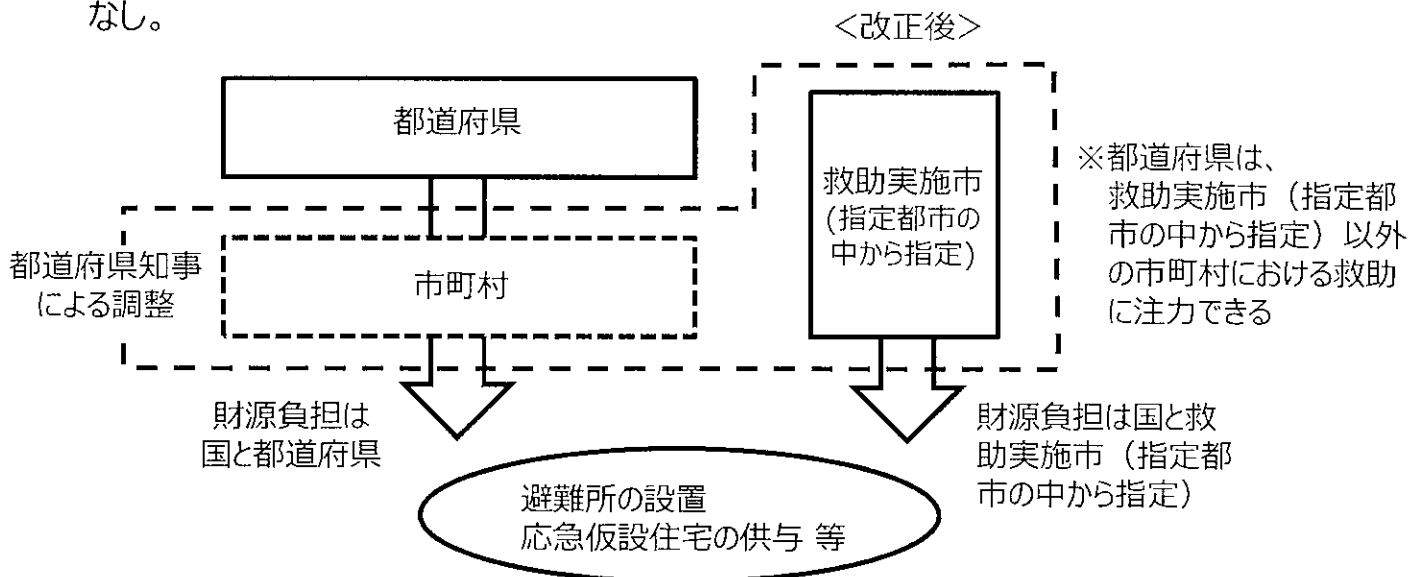 なし。
<改正後>
都道府県
救助実施市
(指定都市の
中から指定)
※都道府県は、
救助実施市（指定都
市の中から指定）以外
の市町村における救助
に注力できる
都道府県知事
による調整
市町村
財源負担は
国と都道府県
財源負担は国と救
助実施市（指定都
市の中から指定）
避難所の設置
応急仮設住宅の供与 等